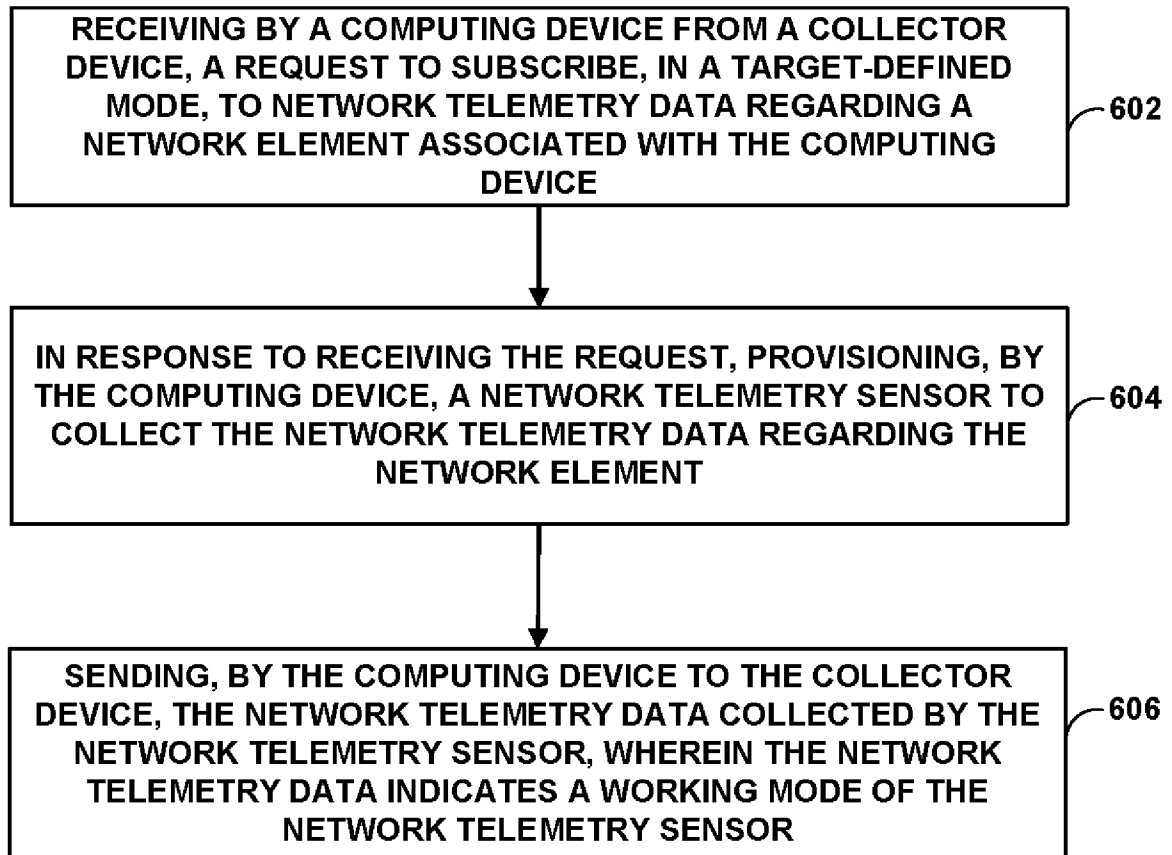 RECEIVING BY A COMPUTING DEVICE FROM A COLLECTOR
DEVICE, A REQUEST TO SUBSCRIBE, IN A TARGET-DEFINED
MODE, TO NETWORK TELEMETRY DATA REGARDING A
NETWORK ELEMENT ASSOCIATED WITH THE COMPUTING
DEVICE
602
IN RESPONSE TO RECEIVING THE REQUEST, PROVISIONING, BY
THE COMPUTING DEVICE, A NETWORK TELEMETRY SENSOR TO
COLLECT THE NETWORK TELEMETRY DATA REGARDING THE
NETWORK ELEMENT
604
SENDING, BY THE COMPUTING DEVICE TO THE COLLECTOR
DEVICE, THE NETWORK TELEMETRY DATA COLLECTED BY THE
NETWORK TELEMETRY SENSOR, WHEREIN THE NETWORK
TELEMETRY DATA INDICATES A WORKING MODE OF THE
NETWORK TELEMETRY SENSOR
606